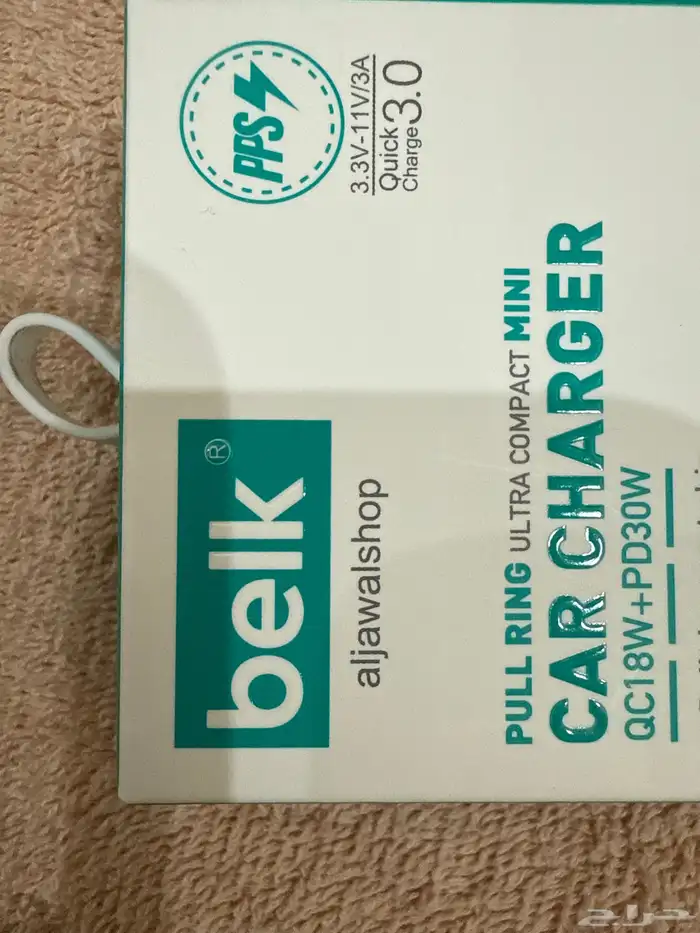 PPS
3.3V-11V/3A
Quick
Charge 3.0
belk®
aljawalshop
PULL RING ULTRA COMPACT MINI
CAR CHARGER
QC18W+PD30W
حراج